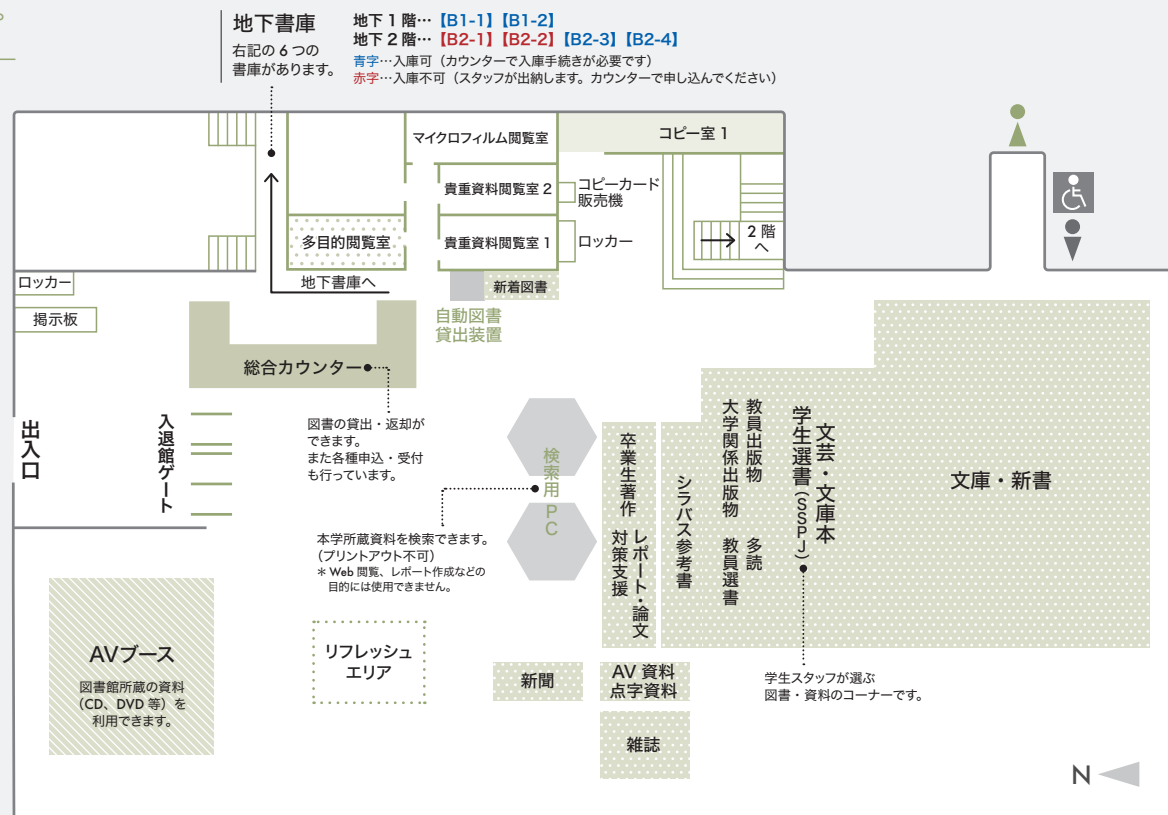 地下書庫
右記の 6 つの
書庫があります。
地下 1 階…【B1-1】【B1-2】
地下 2 階…【B2-1】【B2-2】【B2-3】【B2-4】
青字…入庫可（カウンターで入庫手続きが必要です）
赤字…入庫不可（スタッフが出納します。カウンターで申し込んでください）
マイクロフィルム閲覧室
コピー室 1
貴重資料閲覧室 2
コピーカード
販売機
多目的閲覧室
貴重資料閲覧室 1
ロッカー
2 階
へ
ロッカー
地下書庫へ
新着図書
掲示板
自動図書
貸出装置
総合カウンター
出入口
入退館ゲート
図書の貸出・返却が
できます。
また各種申込・受付
も行っています。
検索用
PC
本学所蔵資料を検索できます。
（プリントアウト不可）
＊ Web 閲覧、レポート作成などの
目的には使用できません。
卒業生著作
レポート・論文
対策支援
シラバス参考書
教員出版物　多読
大学関係出版物　教員選書
文芸・文庫本
学生選書（SSPJ）
文庫・新書
AVブース
図書館所蔵の資料
（CD、DVD 等）を
利用できます。
リフレッシュ
エリア
新聞
AV 資料
点字資料
学生スタッフが選ぶ
図書・資料のコーナーです。
雑誌
N